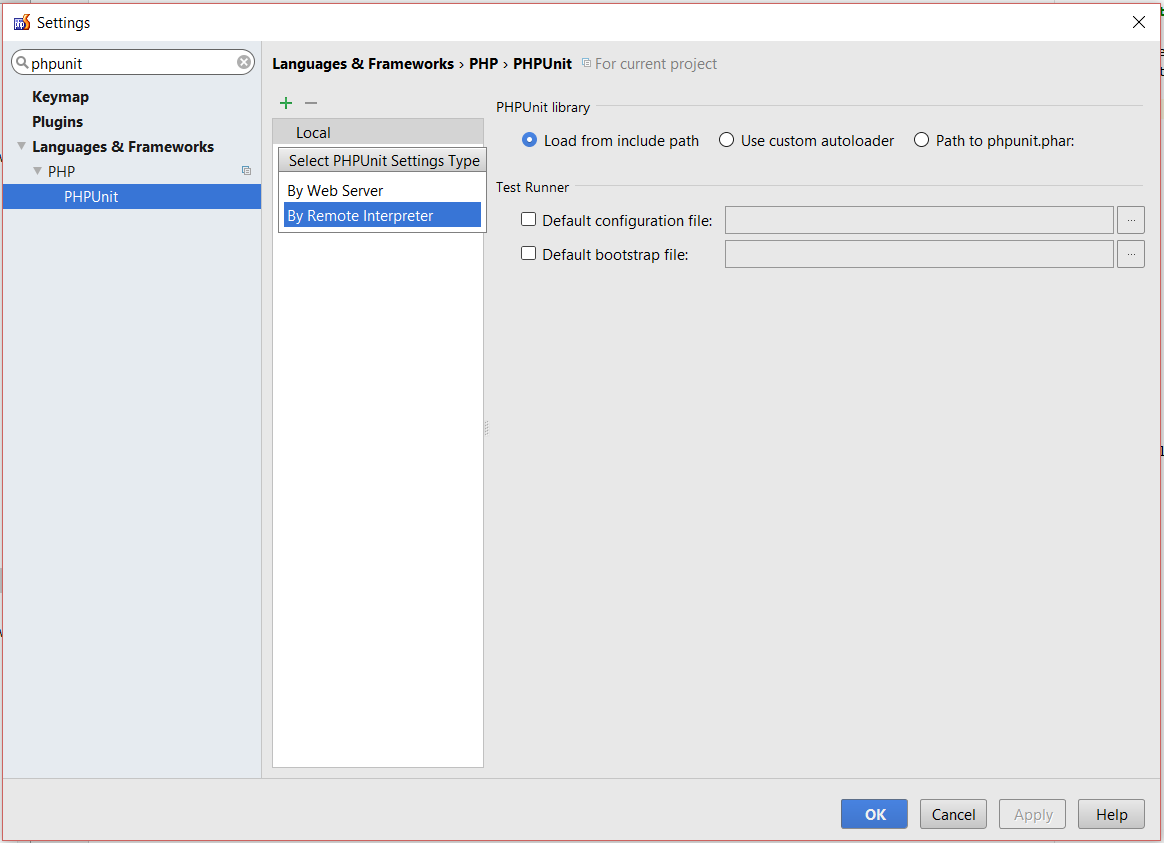 Settings
phpunit
Keymap
Plugins
Languages & Frameworks
PHP
PHPUnit
Languages & Frameworks › PHP › PHPUnit For current project
Local
Select PHPUnit Settings Type
By Web Server
By Remote Interpreter
PHPUnit library
Load from include path Use custom autoloader Path to phpunit.phar:
Test Runner
Default configuration file: ...
Default bootstrap file: ...
OK Cancel Apply Help